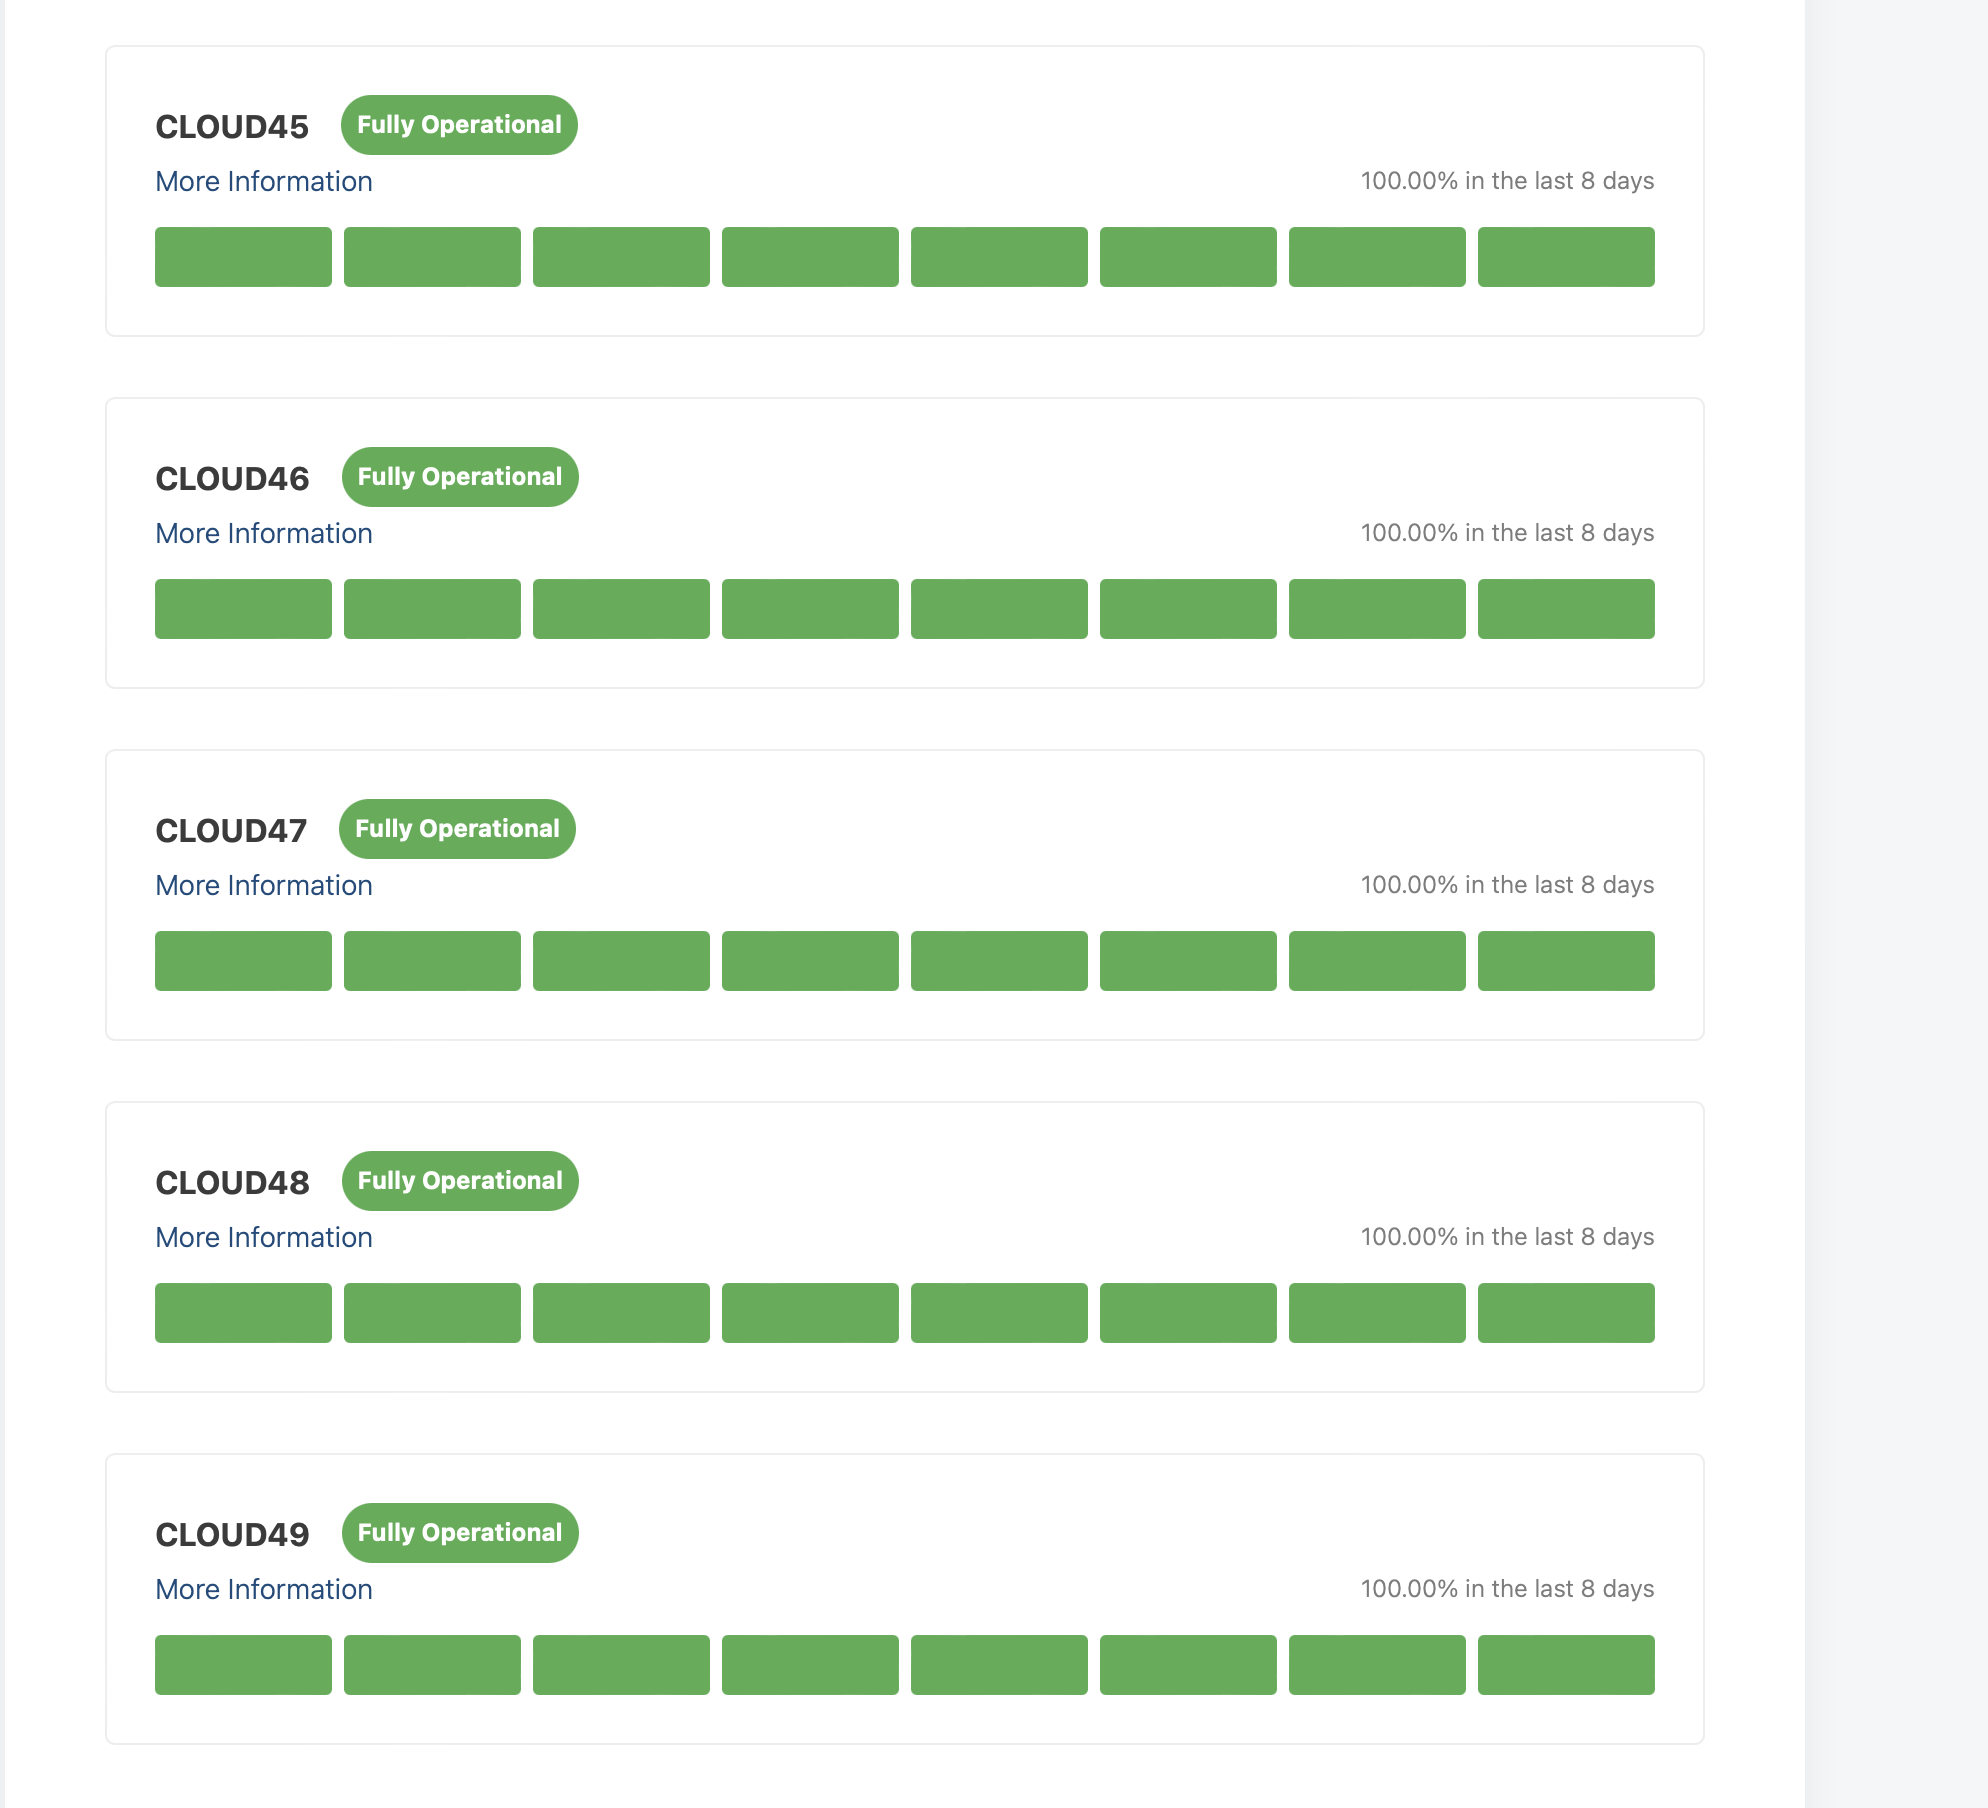 CLOUD45 Fully Operational
More Information 100.00% in the last 8 days
CLOUD46 Fully Operational
More Information 100.00% in the last 8 days
CLOUD47 Fully Operational
More Information 100.00% in the last 8 days
CLOUD48 Fully Operational
More Information 100.00% in the last 8 days
CLOUD49 Fully Operational
More Information 100.00% in the last 8 days